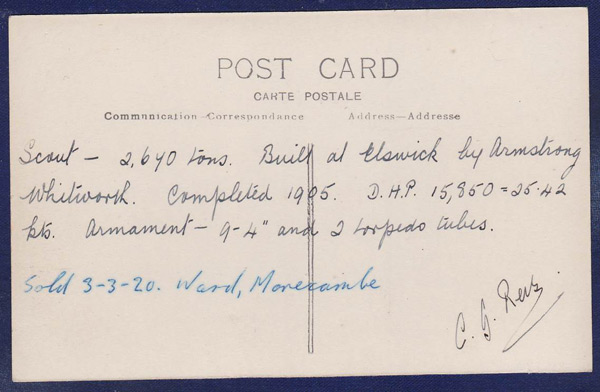 POST CARD
CARTE POSTALE
Communication—Correspondance Address—Addresse
Scout – 2,640 tons. Built at Elswick by Armstrong
Whitworth. Completed 1905. D.H.P. 15,850 = 25.42
kts. Armament – 9-4" and 2 torpedo tubes.
Sold 3-3-20. Ward, Morecambe
C. J.